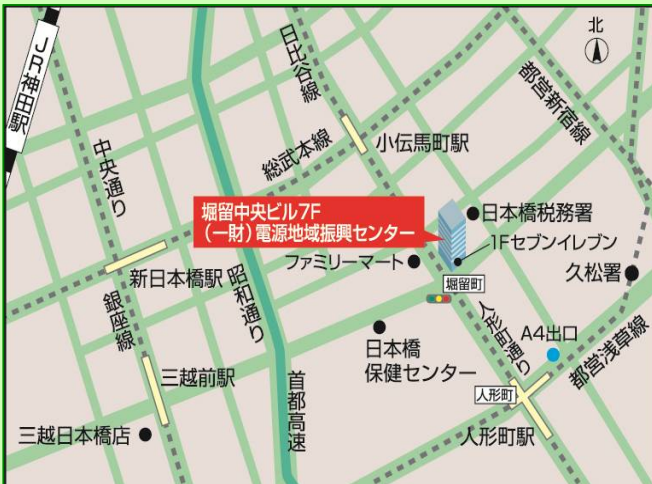 北
JR神田駅
日比谷線
都営新宿線
中央通り
総武本線
小伝馬町駅
堀留中央ビル7F
(一財)電源地域振興センター
日本橋税務署
1Fセブンイレブン
ファミリーマート
新日本橋駅
昭和通り
堀留町
久松署
銀座線
人形町通り
A4出口
日本橋
保健センター
都営浅草線
三越前駅
首都高速
人形町
三越日本橋店
人形町駅